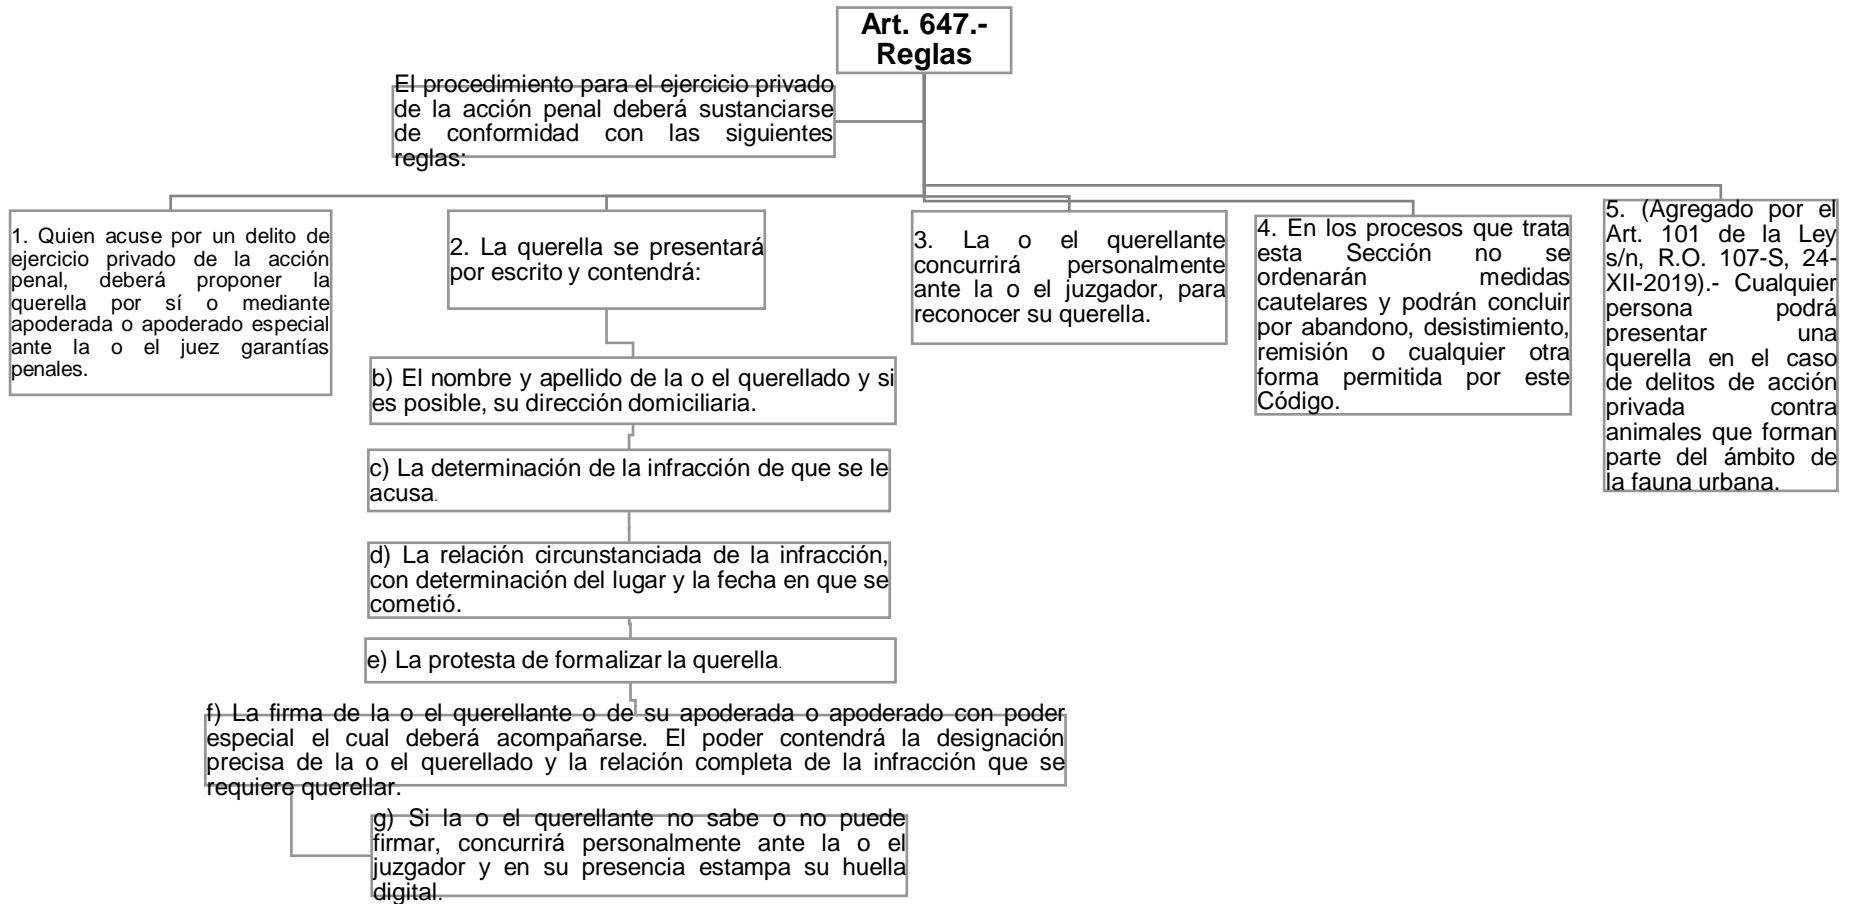 Art. 647.-
Reglas
El procedimiento para el ejercicio privado
de la acción penal deberá sustanciarse
de conformidad con las siguientes
reglas:
1. Quien acuse por un delito de
ejercicio privado de la acción
penal, deberá proponer la
querella por sí o mediante
apoderada o apoderado especial
ante la o el juez garantías
penales.
2. La querella se presentará
por escrito y contendrá:
b) El nombre y apellido de la o el querellado y si
es posible, su dirección domiciliaria.
c) La determinación de la infracción de que se le
acusa.
d) La relación circunstanciada de la infracción,
con determinación del lugar y la fecha en que se
cometió.
e) La protesta de formalizar la querella.
f) La firma de la o el querellante o de su apoderada o apoderado con poder
especial el cual deberá acompañarse. El poder contendrá la designación
precisa de la o el querellado y la relación completa de la infracción que se
requiere querellar.
g) Si la o el querellante no sabe o no puede
firmar, concurrirá personalmente ante la o el
juzgador y en su presencia estampa su huella
digital.
3. La o el querellante
concurrirá personalmente
ante la o el juzgador, para
reconocer su querella.
4. En los procesos que trata
esta Sección no se
ordenarán medidas
cautelares y podrán concluir
por abandono, desistimiento,
remisión o cualquier otra
forma permitida por este
Código.
5. (Agregado por el
Art. 101 de la Ley
s/n, R.O. 107-S, 24-
XII-2019).- Cualquier
persona podrá
presentar una
querella en el caso
de delitos de acción
privada contra
animales que forman
parte del ámbito de
la fauna urbana.